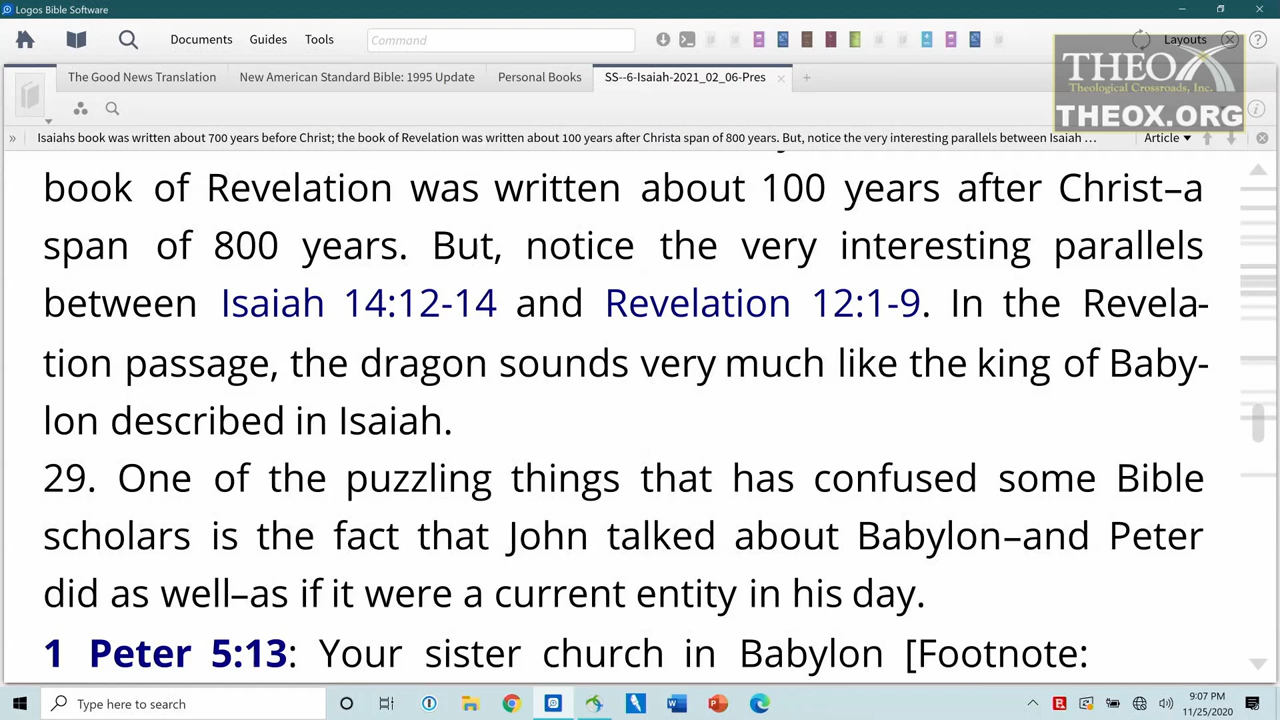 Logos Bible Software
Documents Guides Tools Command Layouts
THEOX
Theological Crossroads, Inc.
THEOX.ORG
The Good News Translation New American Standard Bible: 1995 Update Personal Books SS--6-Isaiah-2021_02_06-Pres
Isaiahs book was written about 700 years before Christ; the book of Revelation was written about 100 years after Christa span of 800 years. But, notice the very interesting parallels between Isaiah ... Article
book of Revelation was written about 100 years after Christ–a
span of 800 years. But, notice the very interesting parallels
between Isaiah 14:12-14 and Revelation 12:1-9. In the Revela-
tion passage, the dragon sounds very much like the king of Baby-
lon described in Isaiah.
29. One of the puzzling things that has confused some Bible
scholars is the fact that John talked about Babylon–and Peter
did as well–as if it were a current entity in his day.
1 Peter 5:13: Your sister church in Babylon [Footnote:
Type here to search
9:07 PM
11/25/2020